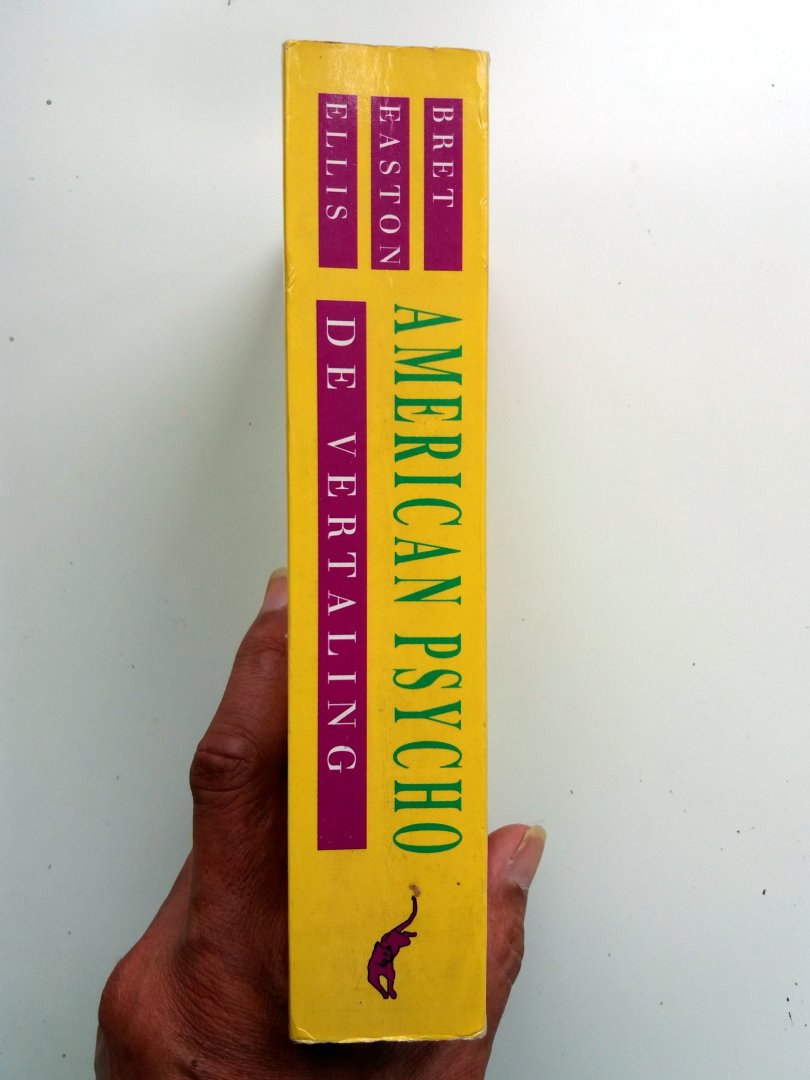 BRET
EASTON
ELLIS
AMERICAN PSYCHO
DE VERTALING